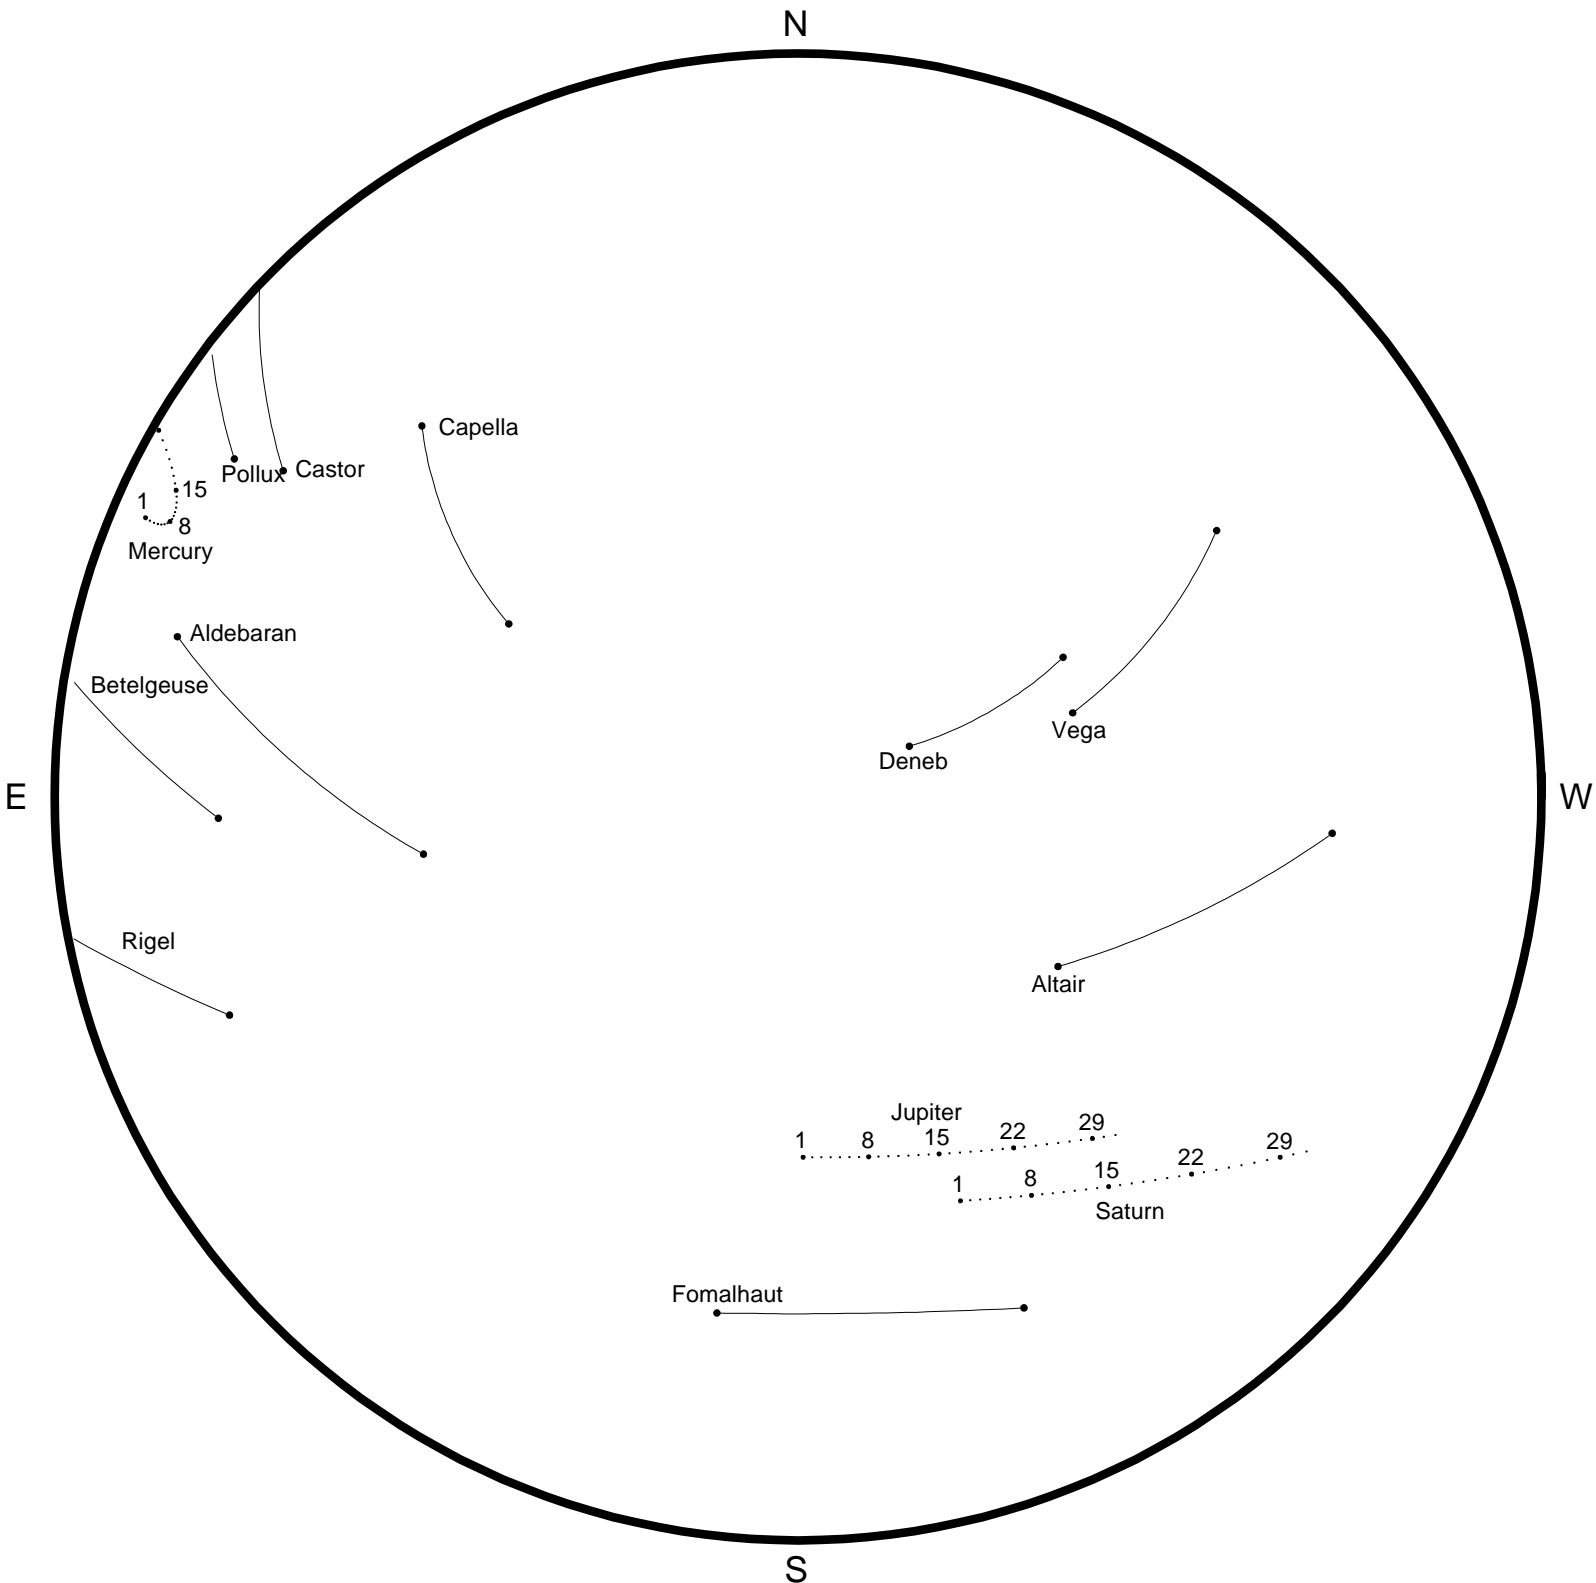 N
Capella
Castor
Pollux
15
1
8
Mercury
Aldebaran
Betelgeuse
Vega
Deneb
E
W
Rigel
Altair
Jupiter
1 8 15 22 29
1 8 15 22 29
Saturn
Fomalhaut
S